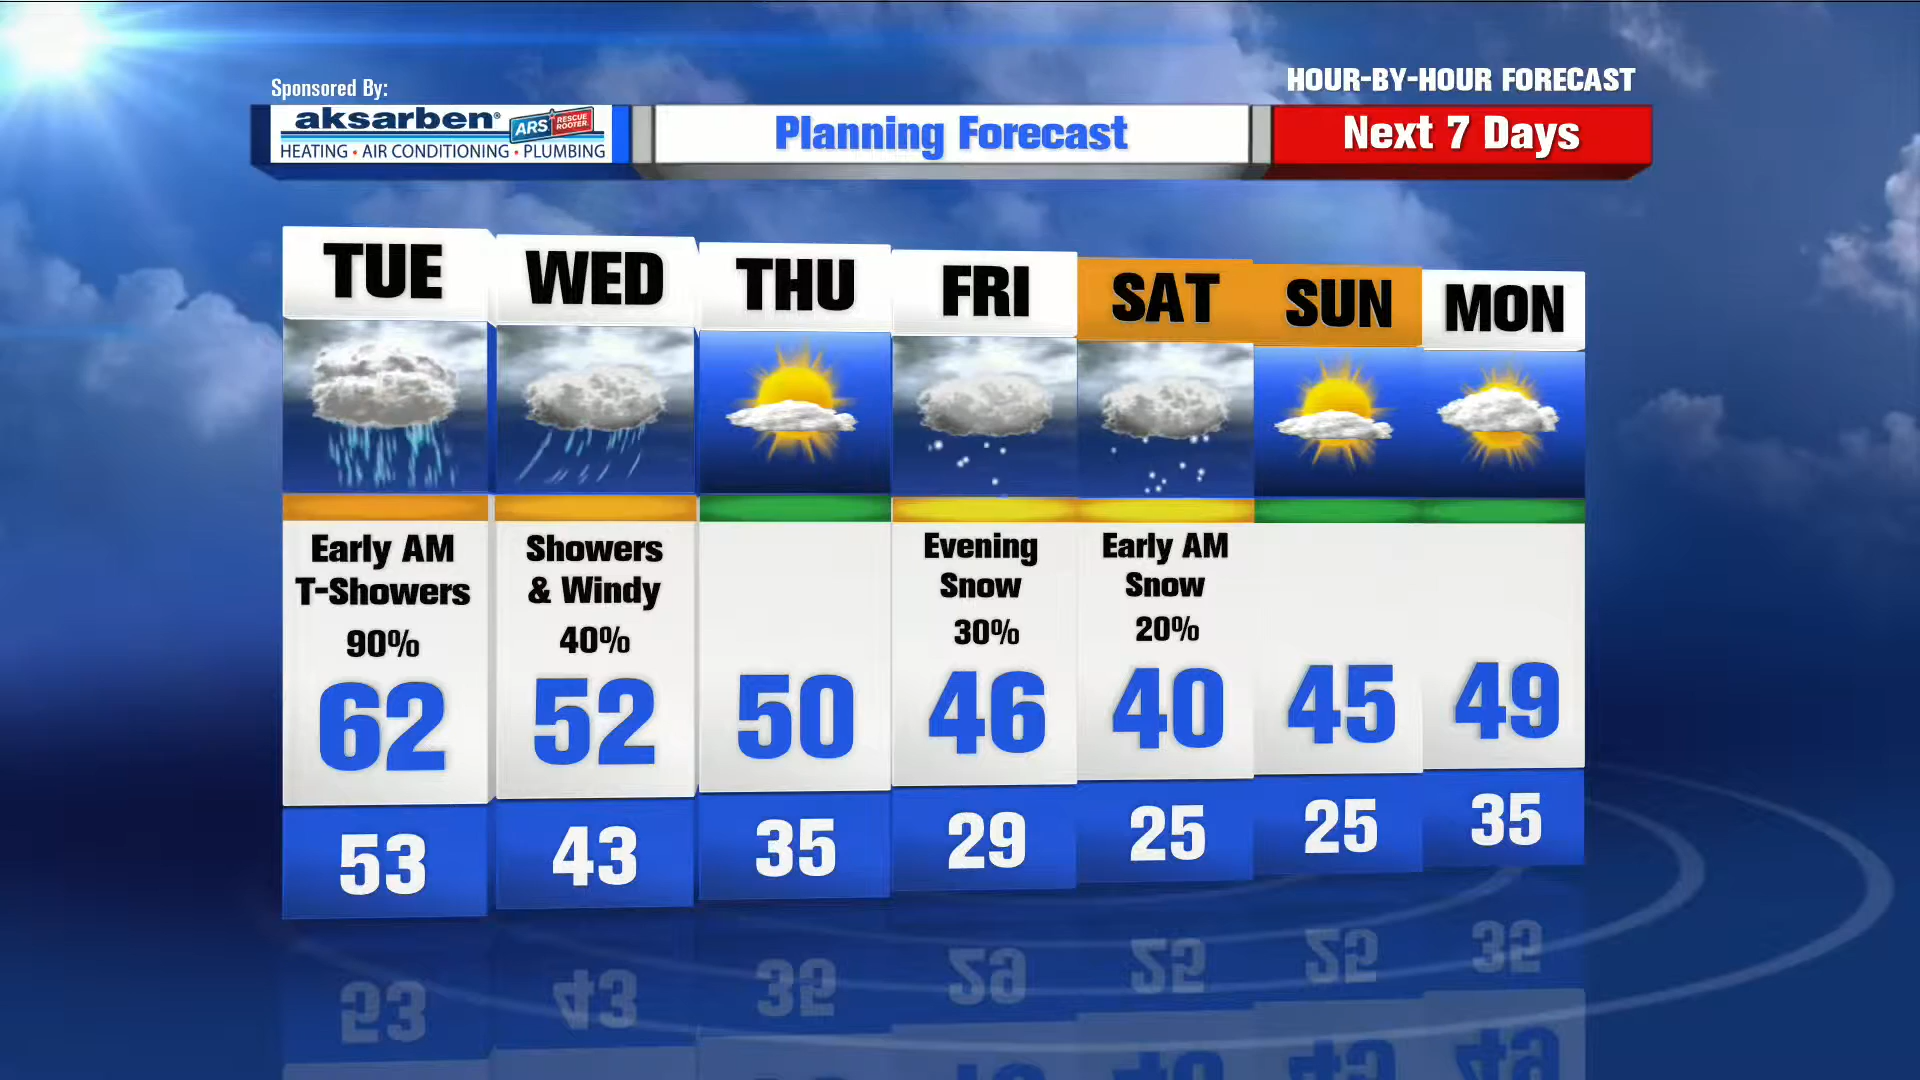 Sponsored By:
aksarben®
ARS RESCUE ROOTER
HEATING • AIR CONDITIONING • PLUMBING
Planning Forecast
HOUR-BY-HOUR FORECAST
Next 7 Days
TUE
Early AM
T-Showers
90%
62
53
WED
Showers
& Windy
40%
52
43
THU
50
35
FRI
Evening
Snow
30%
46
29
SAT
Early AM
Snow
20%
40
25
SUN
45
25
MON
49
35